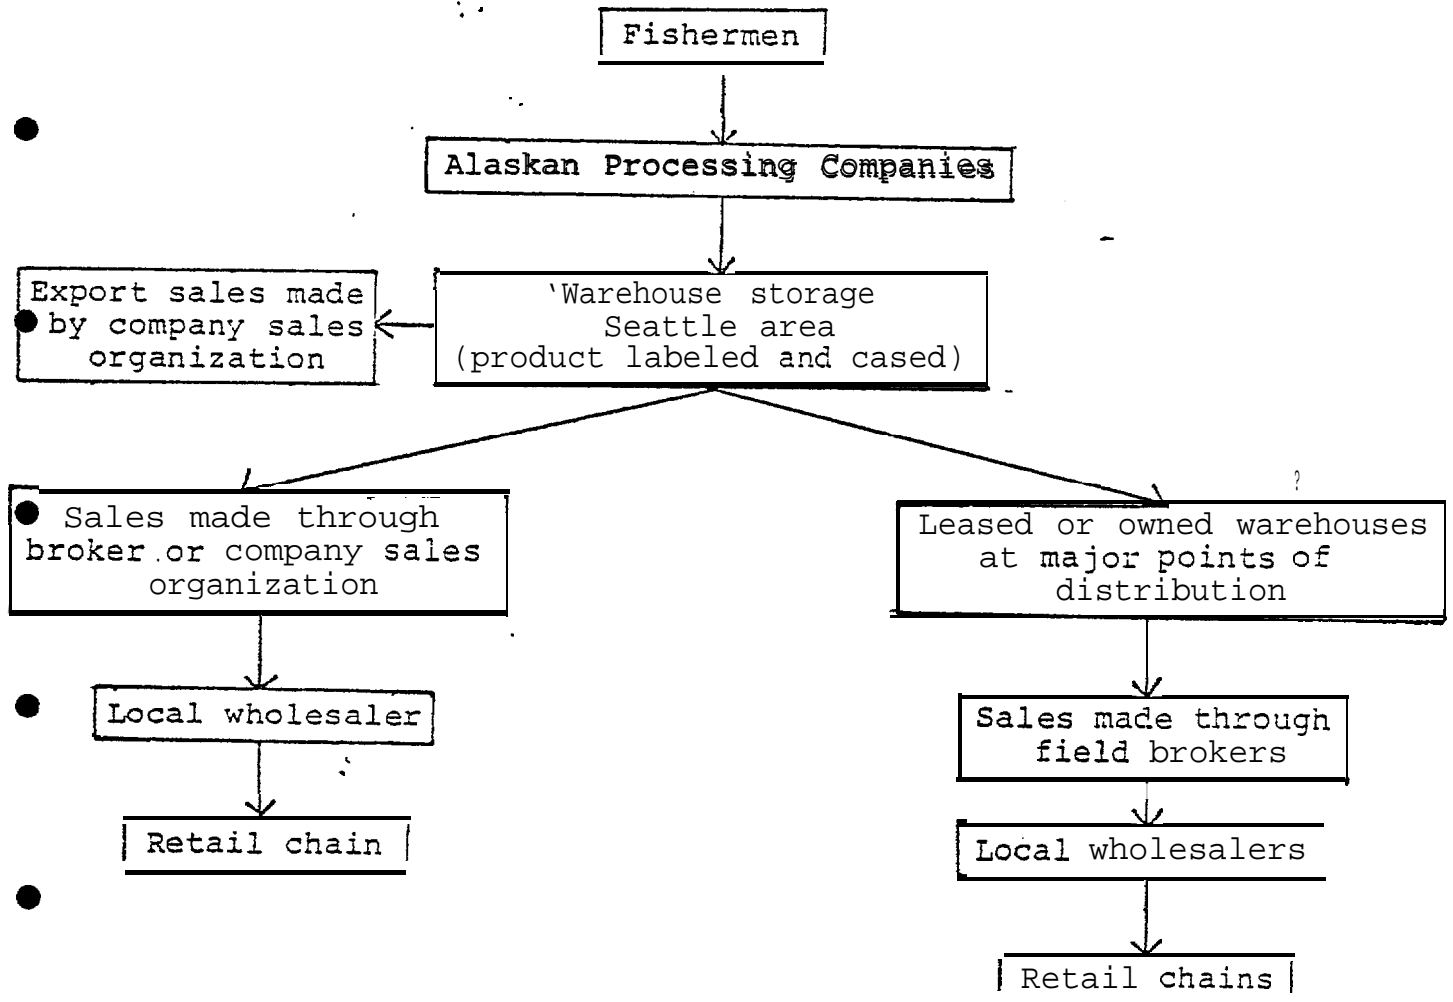 Fishermen
Alaskan Processing Companies
Export sales made
by company sales
organization
'Warehouse storage
Seattle area
(product labeled and cased)
Sales made through
broker or company sales
organization
Leased or owned warehouses
at major points of
distribution
Local wholesaler
Sales made through
field brokers
Retail chain
Local wholesalers
Retail chains
?